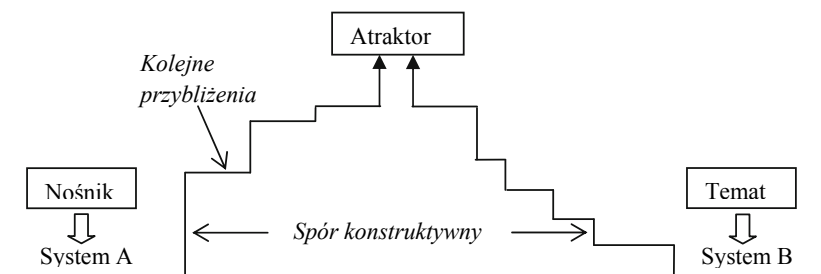 Atraktor
Kolejne
przybliżenia
Nośnik
Temat
Spór konstruktywny
System A
System B